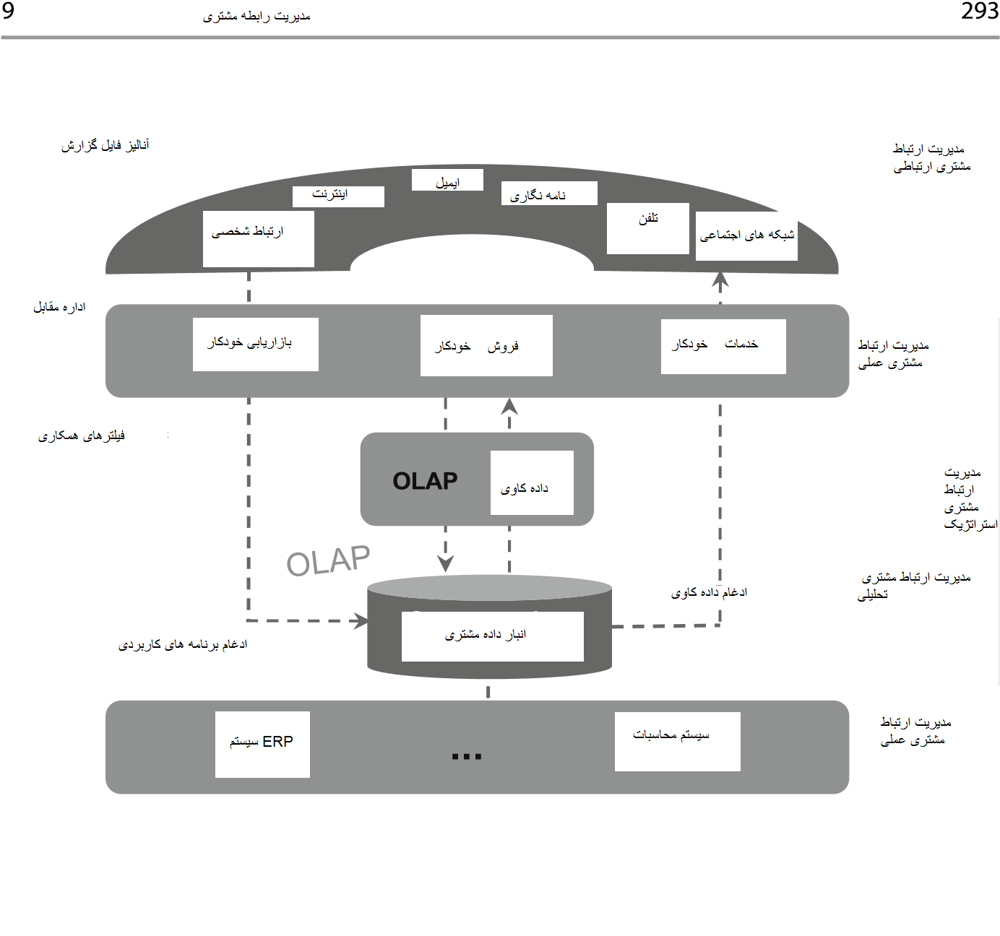 9
مدیریت رابطه مشتری
293
آنالیز فایل گزارش
مدیریت ارتباط
مشتری ارتباطی
ایمیل
اینترنت
نامه نگاری
تلفن
ارتباط شخصی
شبکه های اجتماعی
اداره مقابل
بازاریابی خودکار
فروش خودکار
خدمات خودکار
مدیریت ارتباط
مشتری عملی
فیلترهای همکاری
OLAP
داده کاوی
مدیریت
ارتباط
مشتری
استراتژیک
OLAP
مدیریت ارتباط مشتری
تحلیلی
ادغام داده کاوی
انبار داده مشتری
ادغام برنامه های کاربردی
سیستم ERP
...
سیستم محاسبات
مدیریت ارتباط
مشتری عملی